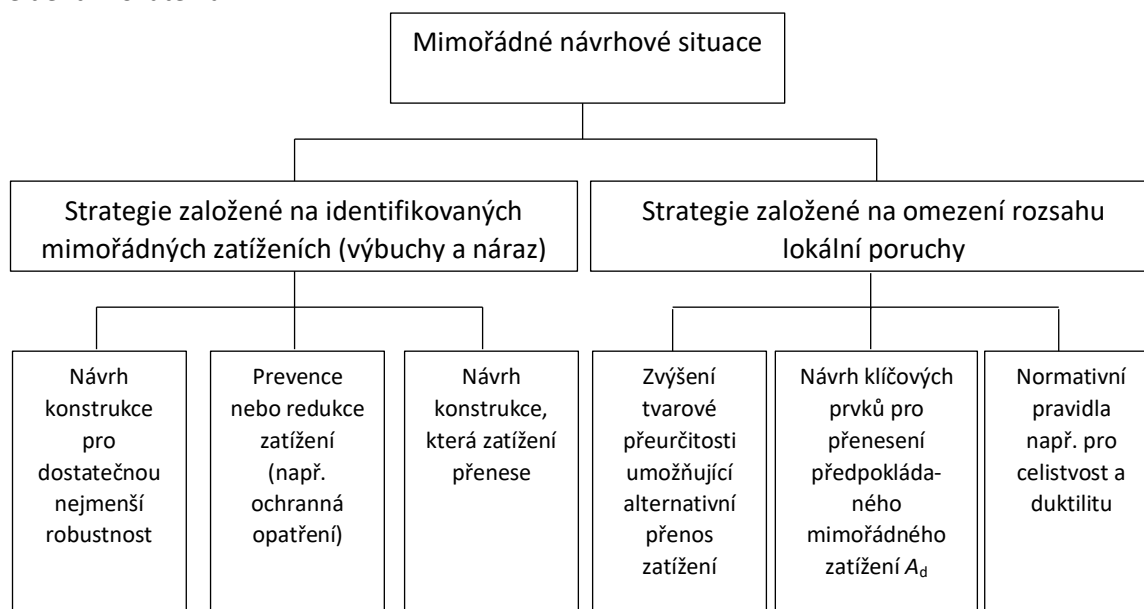 Mimořádné návrhové situace
Strategie založené na identifikovaných
mimořádných zatíženích (výbuchy a náraz)
Strategie založené na omezení rozsahu
lokální poruchy
Návrh
konstrukce
pro
dostatečnou
nejmenší
robustnost
Prevence
nebo redukce
zatížení
(např.
ochranná
opatření)
Návrh
konstrukce,
která zatížení
přenese
Zvýšení
tvarové
přeurčitosti
umožňující
alternativní
přenos
zatížení
Návrh klíčových
prvků pro
přenesení
předpokláda-
ného
mimořádného
zatížení Ad
Normativní
pravidla
např. pro
celistvost a
duktilitu